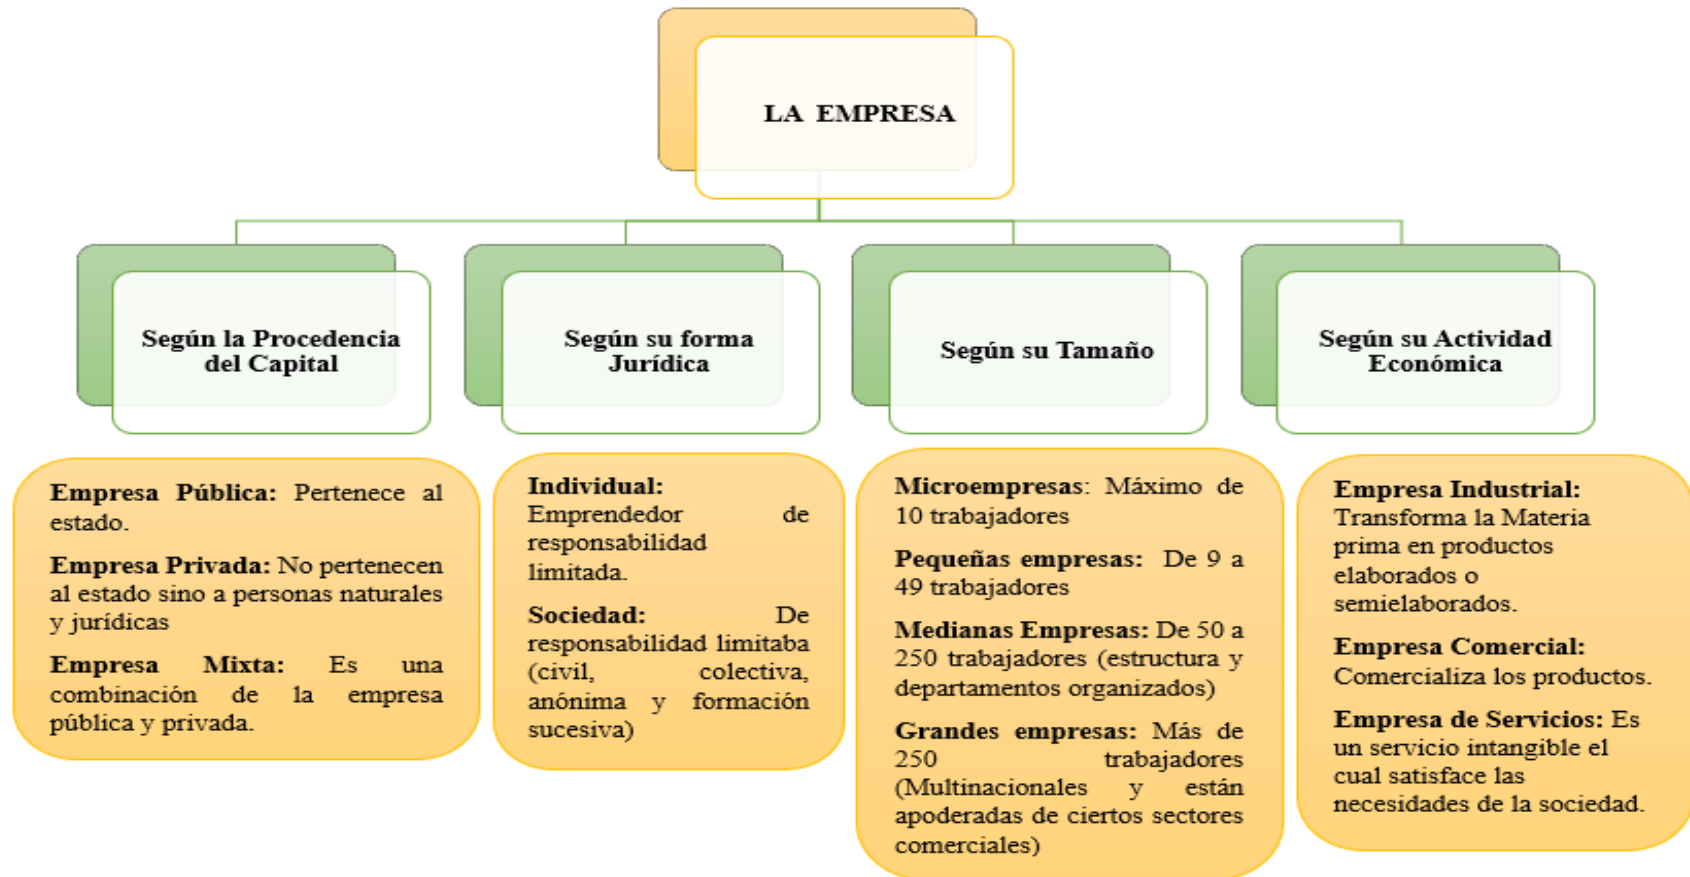 LA EMPRESA
Según la Procedencia
del Capital
Según su forma
Jurídica
Según su Tamaño
Según su Actividad
Económica
Empresa Pública: Pertenece al
estado.
Empresa Privada: No pertenecen
al estado sino a personas naturales
y jurídicas
Empresa Mixta: Es una
combinación de la empresa
pública y privada.
Individual:
Emprendedor de
responsabilidad
limitada.
Sociedad: De
responsabilidad limitaba
(civil, colectiva,
anónima y formación
sucesiva)
Microempresas: Máximo de
10 trabajadores
Pequeñas empresas: De 9 a
49 trabajadores
Medianas Empresas: De 50 a
250 trabajadores (estructura y
departamentos organizados)
Grandes empresas: Más de
250 trabajadores
(Multinacionales y están
apoderadas de ciertos sectores
comerciales)
Empresa Industrial:
Transforma la Materia
prima en productos
elaborados o
semielaborados.
Empresa Comercial:
Comercializa los productos.
Empresa de Servicios: Es
un servicio intangible el
cual satisface las
necesidades de la sociedad.